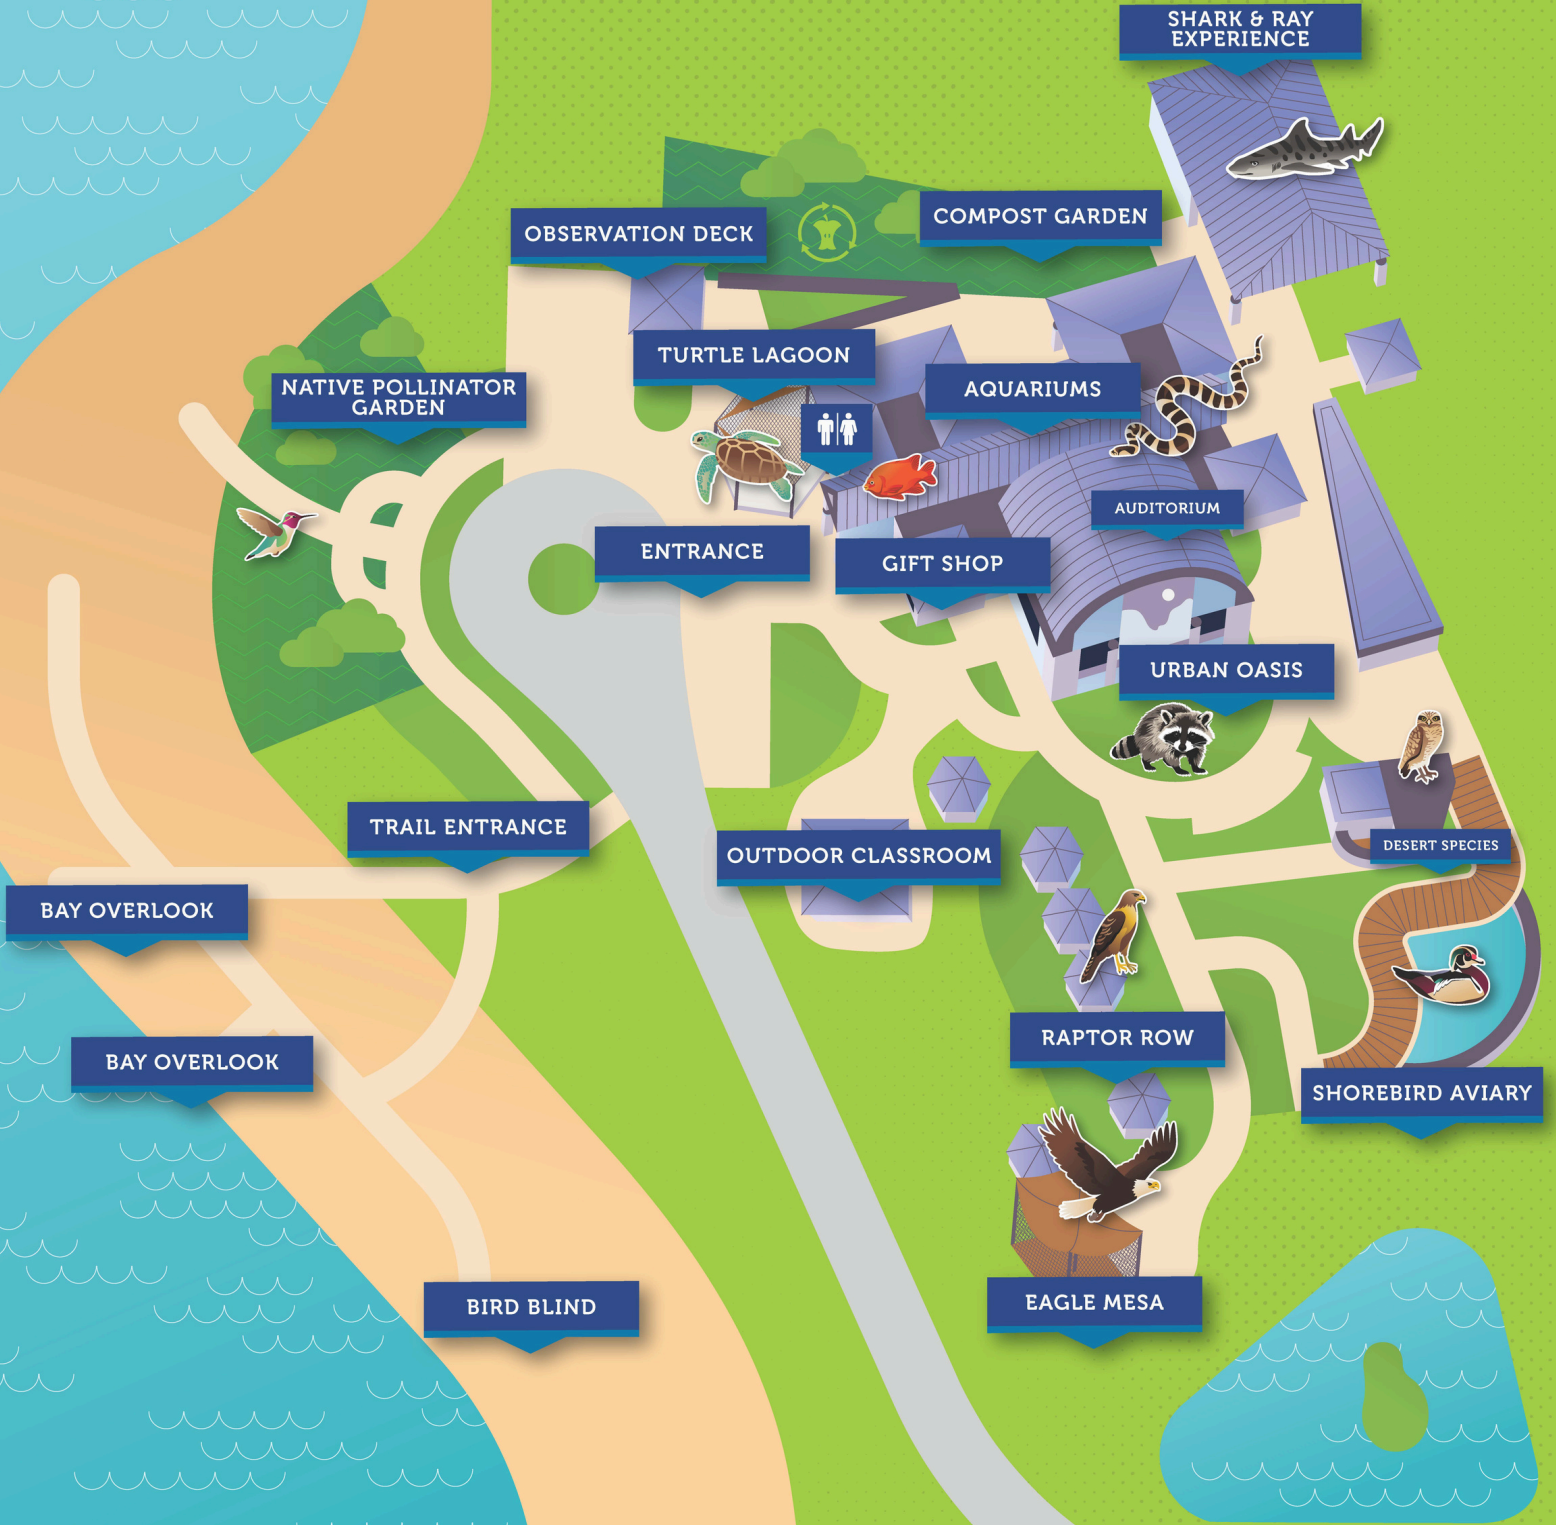 SHARK & RAY
EXPERIENCE
COMPOST GARDEN
OBSERVATION DECK
TURTLE LAGOON
AQUARIUMS
NATIVE POLLINATOR
GARDEN
AUDITORIUM
ENTRANCE
GIFT SHOP
URBAN OASIS
TRAIL ENTRANCE
OUTDOOR CLASSROOM
DESERT SPECIES
BAY OVERLOOK
RAPTOR ROW
BAY OVERLOOK
SHOREBIRD AVIARY
BIRD BLIND
EAGLE MESA